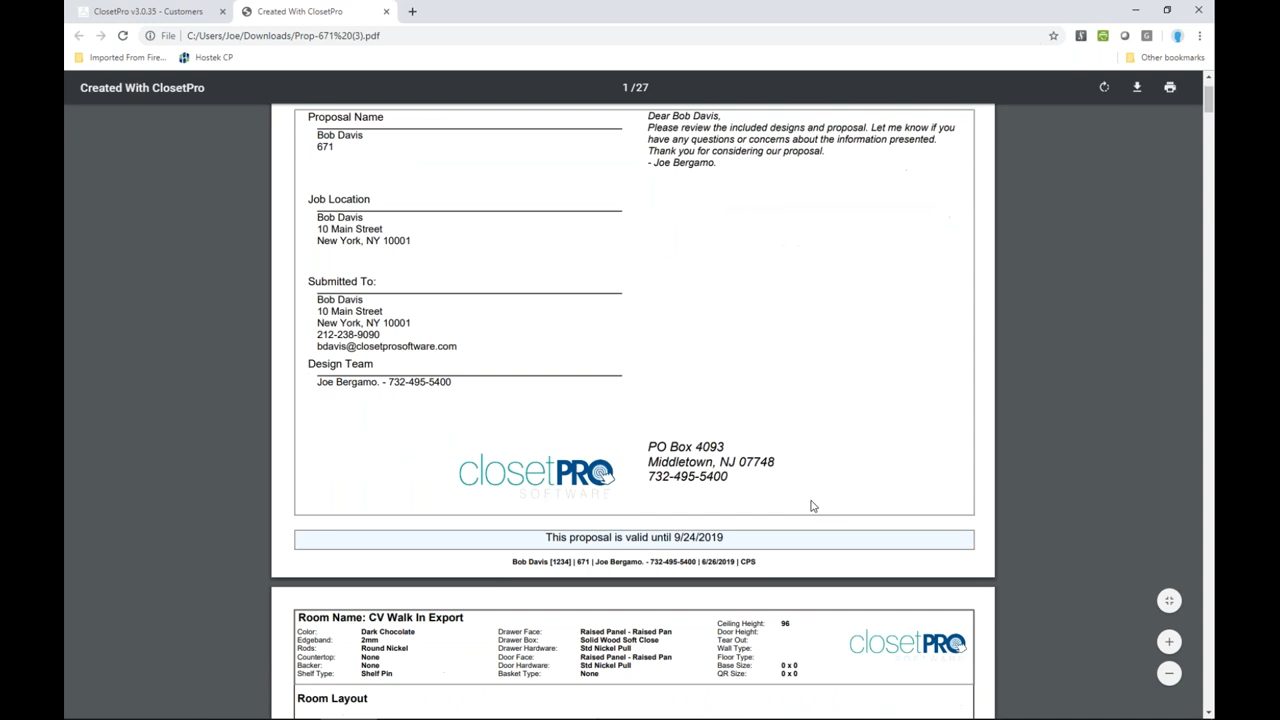 ClosetPro v3.0.35 - Customers
Created With ClosetPro
File
C:/Users/Joe/Downloads/Prop-671%20(3).pdf
Imported From Fire...
Hostek CP
Other bookmarks
Created With ClosetPro
1 / 27
Proposal Name
Bob Davis
671
Dear Bob Davis,
Please review the included designs and proposal. Let me know if you
have any questions or concerns about the information presented.
Thank you for considering our proposal.
- Joe Bergamo.
Job Location
Bob Davis
10 Main Street
New York, NY 10001
Submitted To:
Bob Davis
10 Main Street
New York, NY 10001
212-238-9090
bdavis@closetprosoftware.com
Design Team
Joe Bergamo. - 732-495-5400
closetPRO
SOFTWARE
PO Box 4093
Middletown, NJ 07748
732-495-5400
This proposal is valid until 9/24/2019
Bob Davis [1234] | 671 | Joe Bergamo. - 732-495-5400 | 6/26/2019 | CPS
Room Name: CV Walk In Export
Color: Dark Chocolate
Edgeband: 2mm
Rods: Round Nickel
Countertop: None
Backer: None
Shelf Type: Shelf Pin
Drawer Face: Raised Panel - Raised Pan
Drawer Box: Solid Wood Soft Close
Drawer Hardware: Std Nickel Pull
Door Face: Raised Panel - Raised Pan
Door Hardware: Std Nickel Pull
Basket Type: None
Ceiling Height: 96
Door Height:
Tear Out:
Wall Type:
Floor Type:
Base Size: 0 x 0
QR Size: 0 x 0
closetPRO
Room Layout